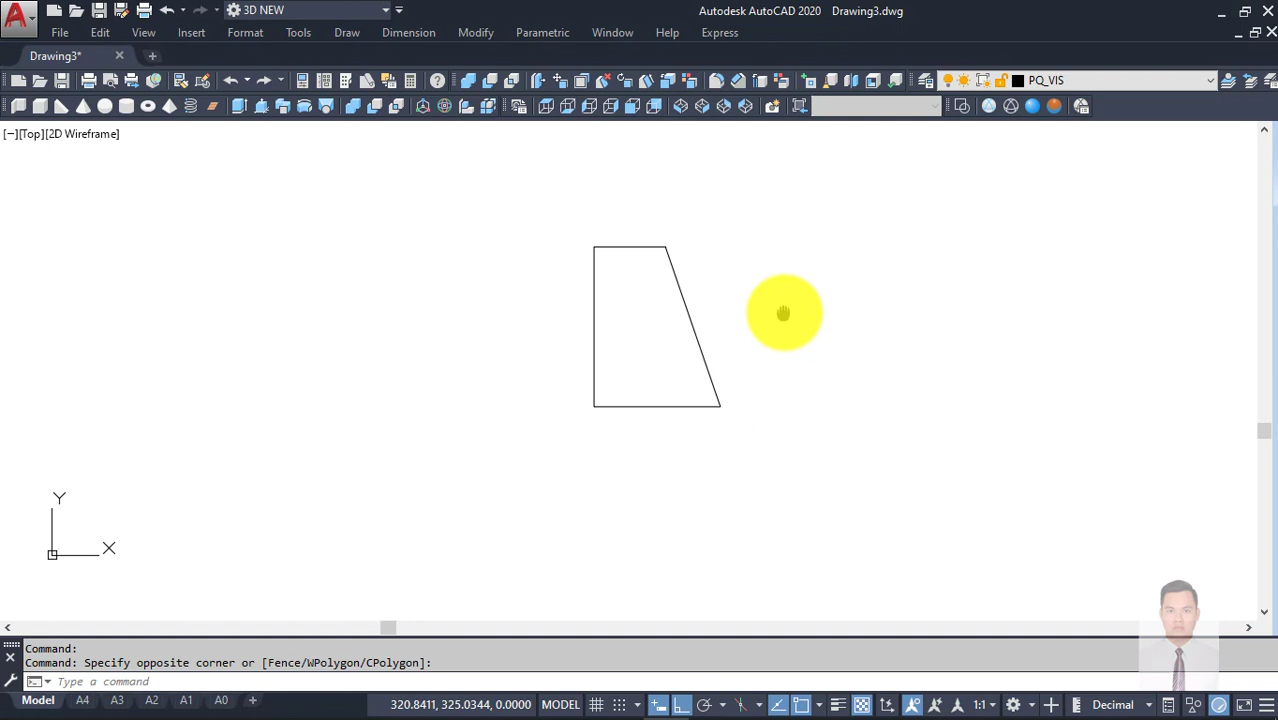 3D NEW
Autodesk AutoCAD 2020 Drawing3.dwg
File Edit View Insert Format Tools Draw Dimension Modify Parametric Window Help Express
Drawing3*
PQ_VIS
[−][Top][2D Wireframe]
Y
X
Command:
Command: Specify opposite corner or [Fence/WPolygon/CPolygon]:
Type a command
Model A4 A3 A2 A1 A0
320.8411, 325.0344, 0.0000 MODEL 1:1 Decimal